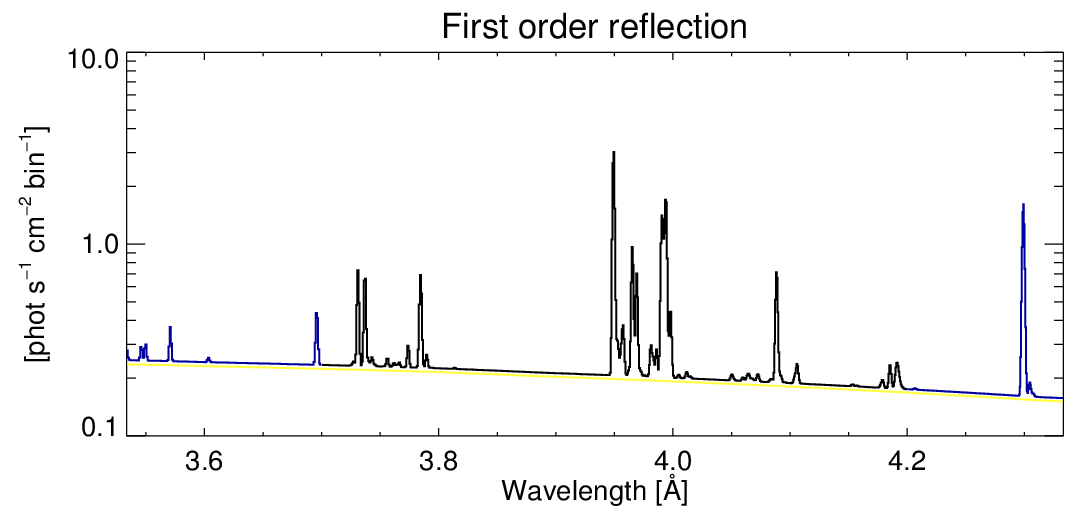 First order reflection
[phot s⁻¹ cm⁻² bin⁻¹]
10.0
1.0
0.1
3.6 3.8 4.0 4.2
Wavelength [Å]